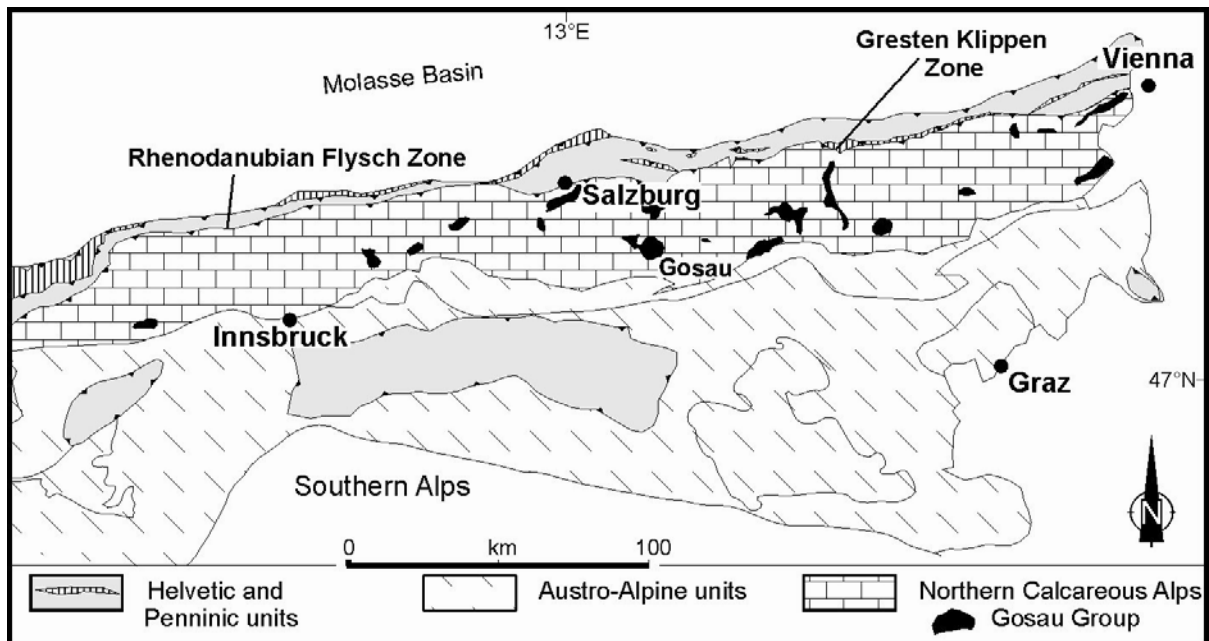 13°E
Molasse Basin
Gresten Klippen
Zone
Vienna
Rhenodanubian Flysch Zone
Salzburg
Gosau
Innsbruck
Graz
47°N
Southern Alps
N
0 km 100
Helvetic and
Penninic units
Austro-Alpine units
Northern Calcareous Alps
Gosau Group